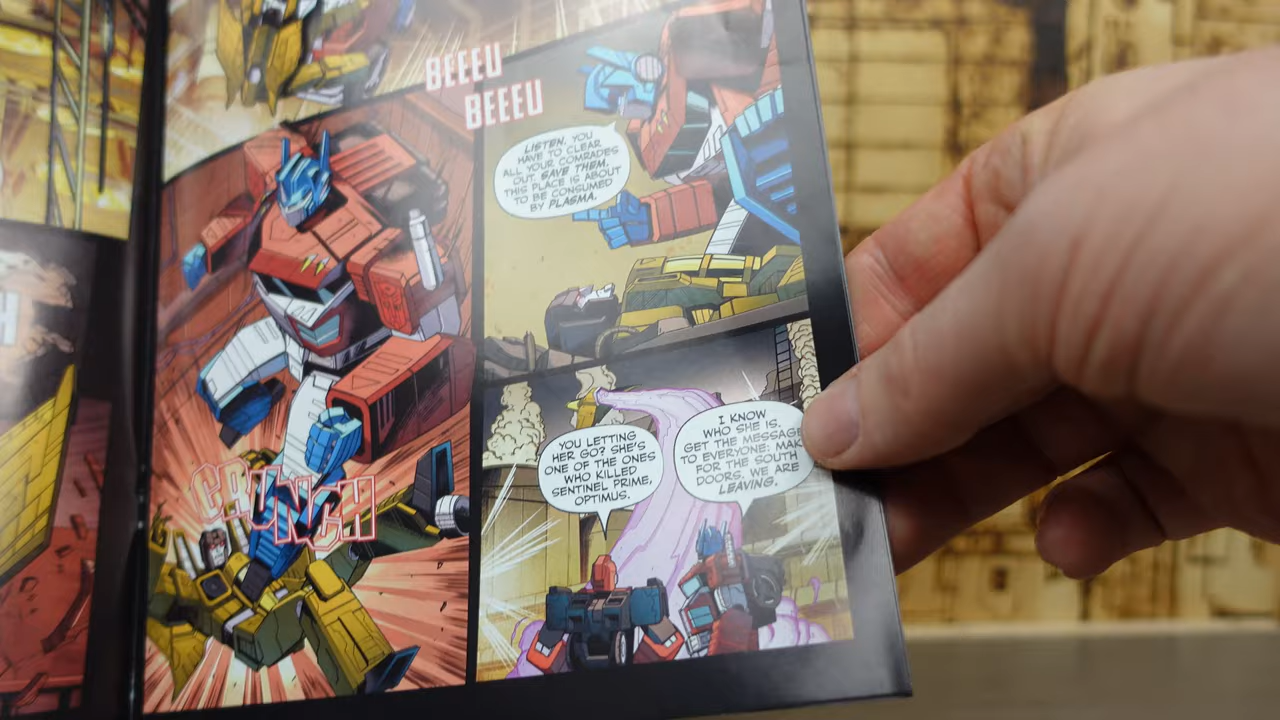 BEEEU
BEEEU
LISTEN. YOU
HAVE TO CLEAR
ALL YOUR COMRADES
OUT. SAVE THEM.
THIS PLACE IS ABOUT
TO BE CONSUMED
BY PLASMA.
CRUNCH
H
YOU LETTING
HER GO? SHE'S
ONE OF THE ONES
WHO KILLED
SENTINEL PRIME,
OPTIMUS.
I KNOW
WHO SHE IS.
GET THE MESSAGE
TO EVERYONE: MAK
FOR THE SOUTH
DOORS. WE ARE
LEAVING.